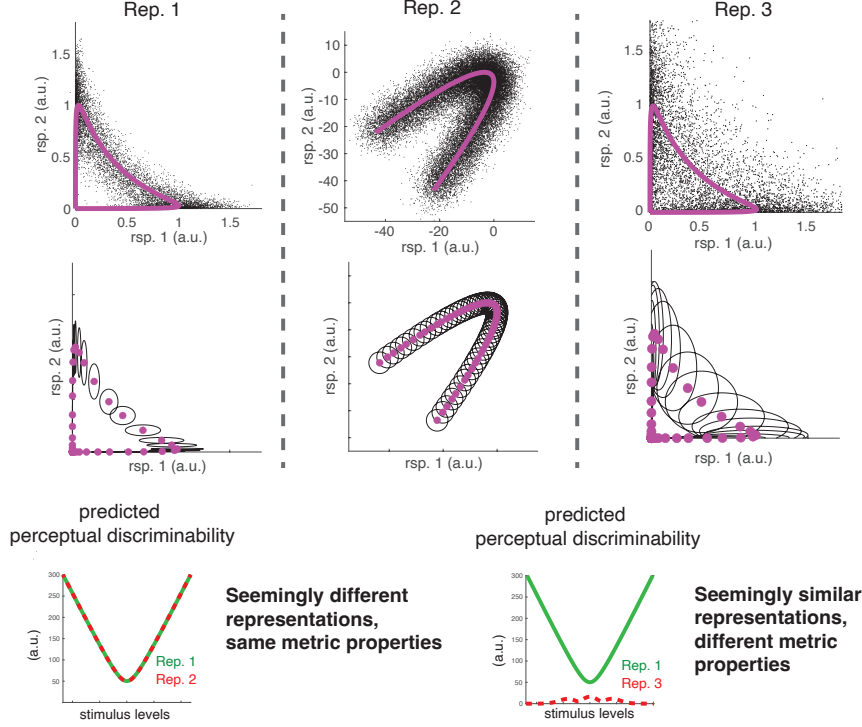 Rep. 1
Rep. 2
Rep. 3
1.5
1
0.5
0
rsp. 2 (a.u.)
0
0.5
1.0
1.5
rsp. 1 (a.u.)
10
0
-10
-20
-30
-40
-50
rsp. 2 (a.u.)
-40
-20
0
rsp. 1 (a.u.)
1.5
1
0.5
0
rsp. 2 (a.u.)
0
0.5
1.0
1.5
rsp. 1 (a.u.)
rsp. 2 (a.u.)
rsp. 1 (a.u.)
rsp. 2 (a.u.)
rsp. 1 (a.u.)
rsp. 2 (a.u.)
rsp. 1 (a.u.)
predicted
perceptual discriminability
300
250
200
150
100
50
0
(a.u.)
Rep. 1
Rep. 2
stimulus levels
Seemingly different
representations,
same metric properties
predicted
perceptual discriminability
300
250
200
150
100
50
0
(a.u.)
Rep. 1
Rep. 3
stimulus levels
Seemingly similar
representations,
different metric
properties